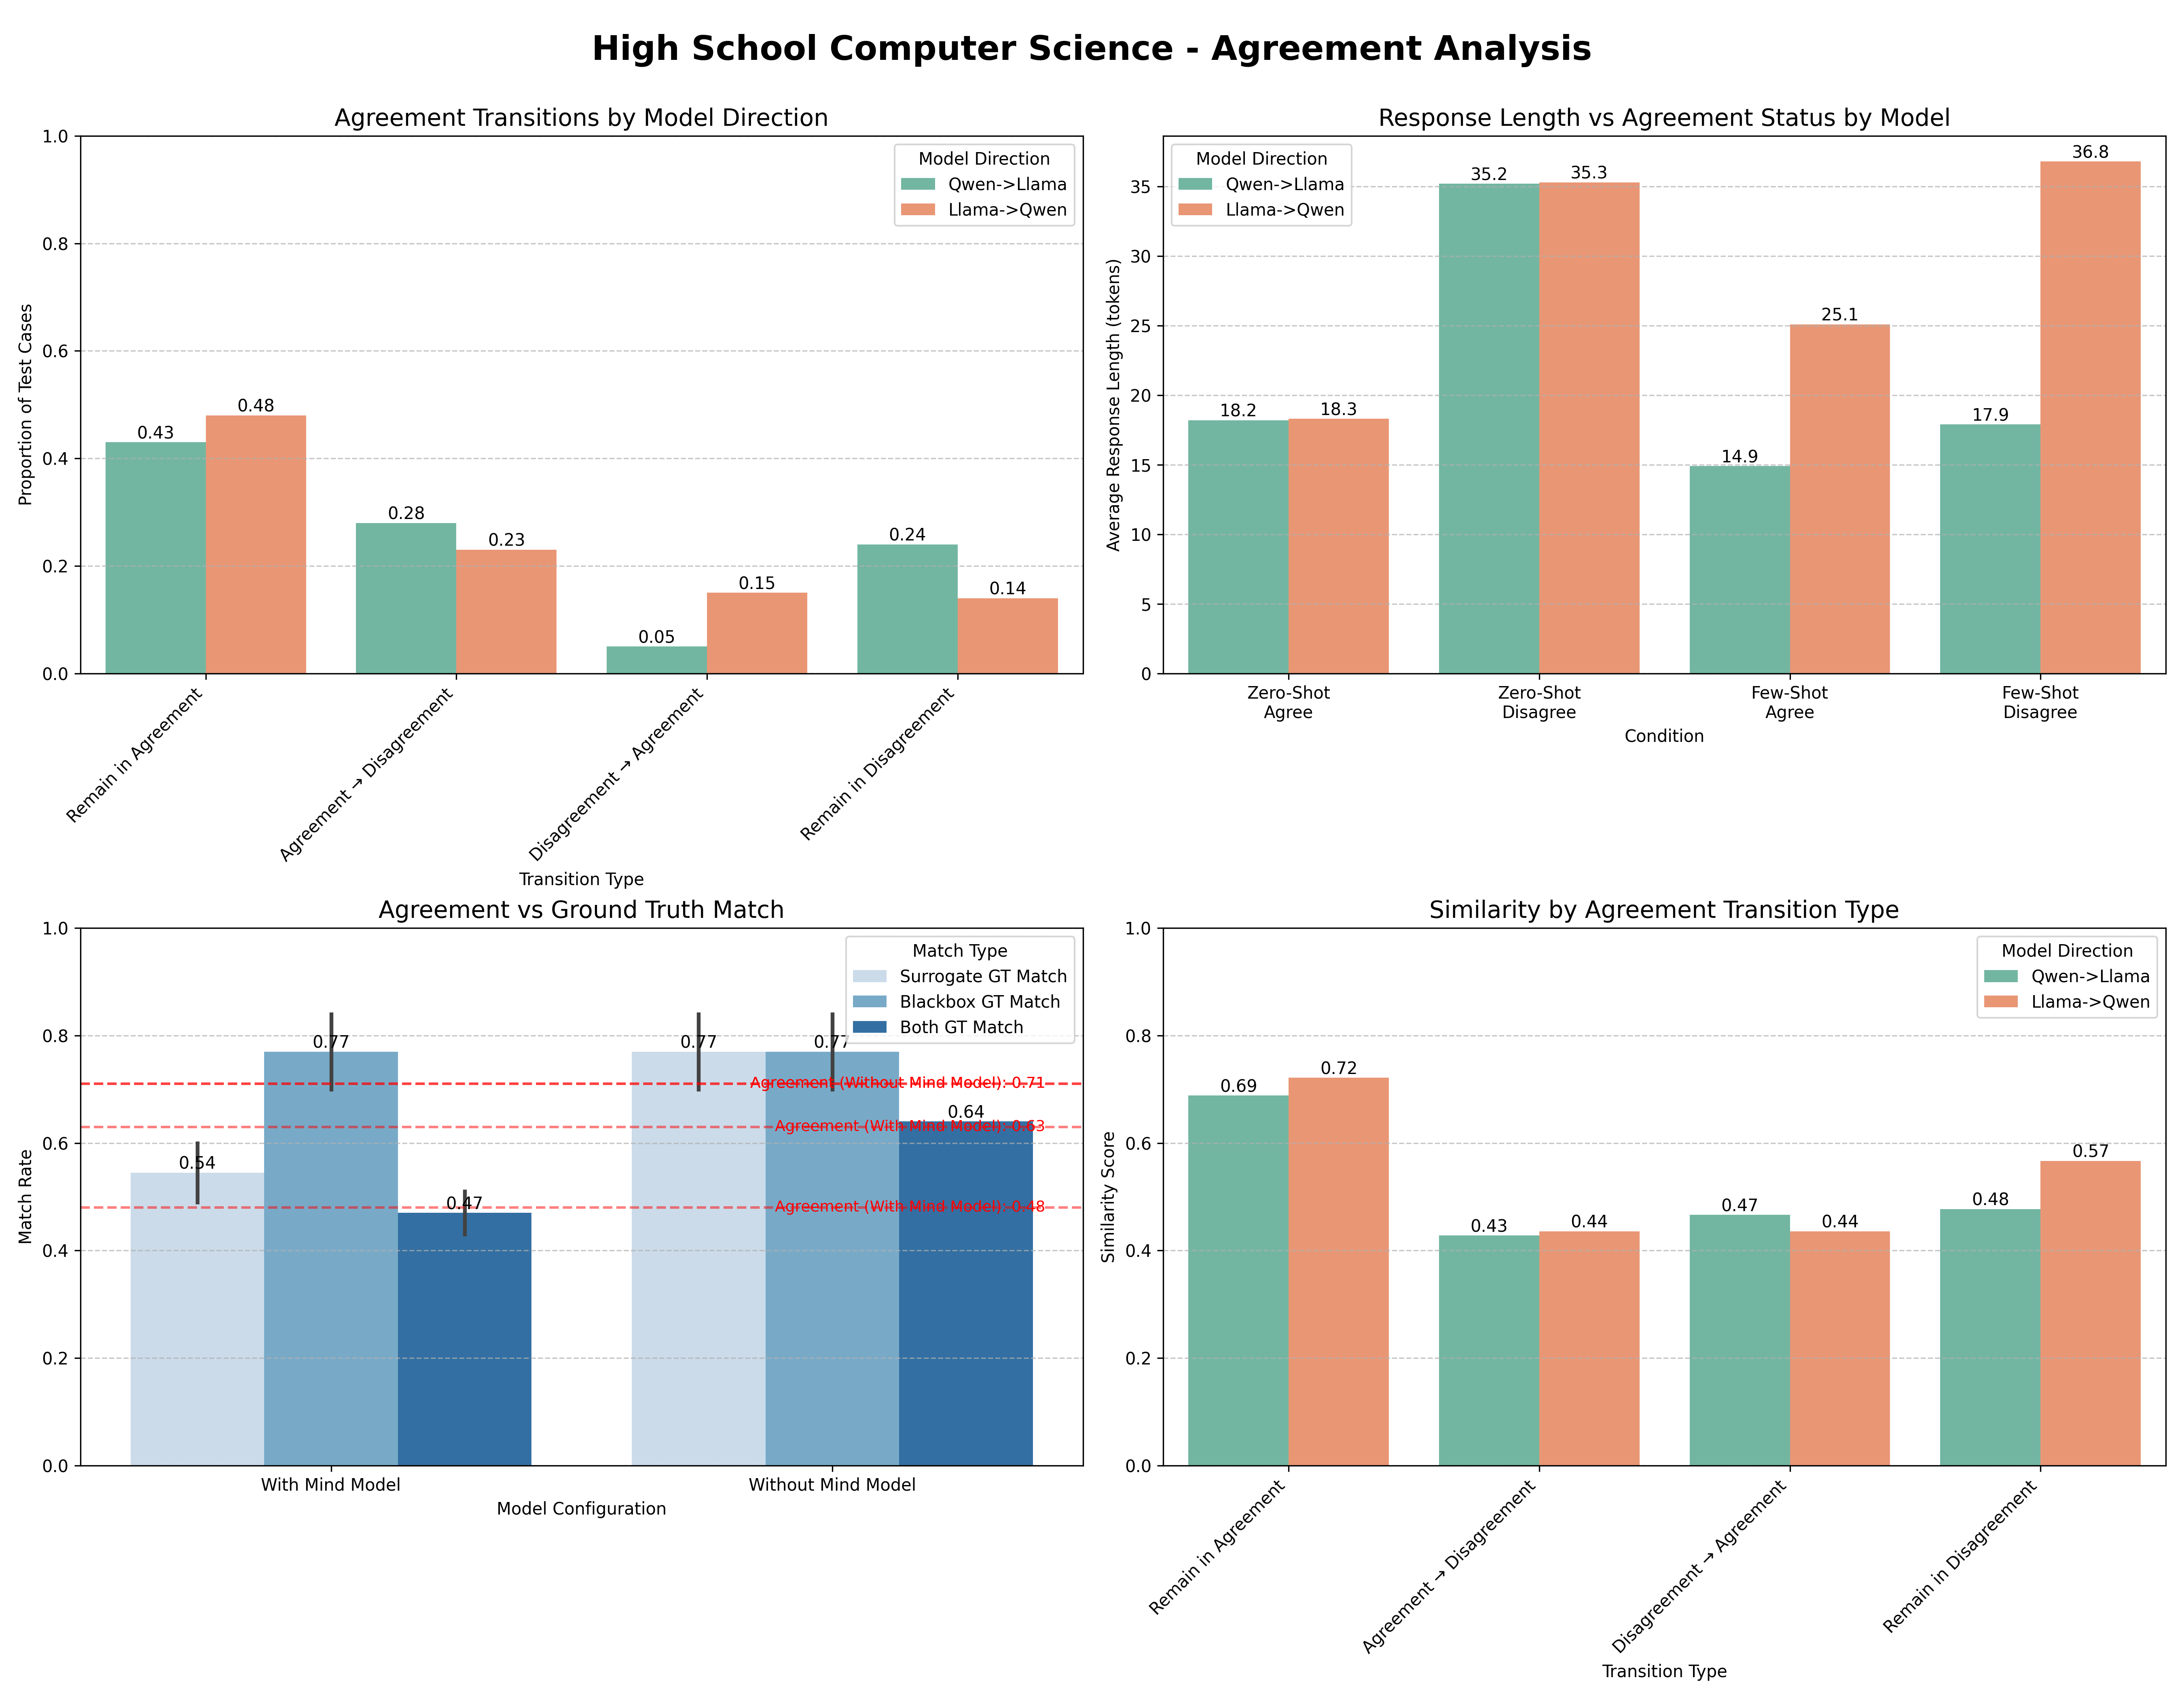 High School Computer Science - Agreement Analysis
Agreement Transitions by Model Direction
Proportion of Test Cases
1.0
0.8
0.6
0.4
0.2
0.0
Model Direction
Qwen->Llama
Llama->Qwen
0.43
0.48
0.28
0.23
0.05
0.15
0.24
0.14
Remain in Agreement
Agreement → Disagreement
Disagreement → Agreement
Remain in Disagreement
Transition Type
Response Length vs Agreement Status by Model
Average Response Length (tokens)
35
30
25
20
15
10
5
0
Model Direction
Qwen->Llama
Llama->Qwen
18.2
18.3
35.2
35.3
14.9
25.1
17.9
36.8
Zero-Shot
Agree
Zero-Shot
Disagree
Few-Shot
Agree
Few-Shot
Disagree
Condition
Agreement vs Ground Truth Match
Match Rate
1.0
0.8
0.6
0.4
0.2
0.0
Match Type
Surrogate GT Match
Blackbox GT Match
Both GT Match
0.54
0.77
0.47
0.77
0.77
0.64
Agreement (Without Mind Model): 0.71
Agreement (With Mind Model): 0.63
Agreement (With Mind Model): 0.48
With Mind Model
Without Mind Model
Model Configuration
Similarity by Agreement Transition Type
Similarity Score
1.0
0.8
0.6
0.4
0.2
0.0
Model Direction
Qwen->Llama
Llama->Qwen
0.69
0.72
0.43
0.44
0.47
0.44
0.48
0.57
Remain in Agreement
Agreement → Disagreement
Disagreement → Agreement
Remain in Disagreement
Transition Type